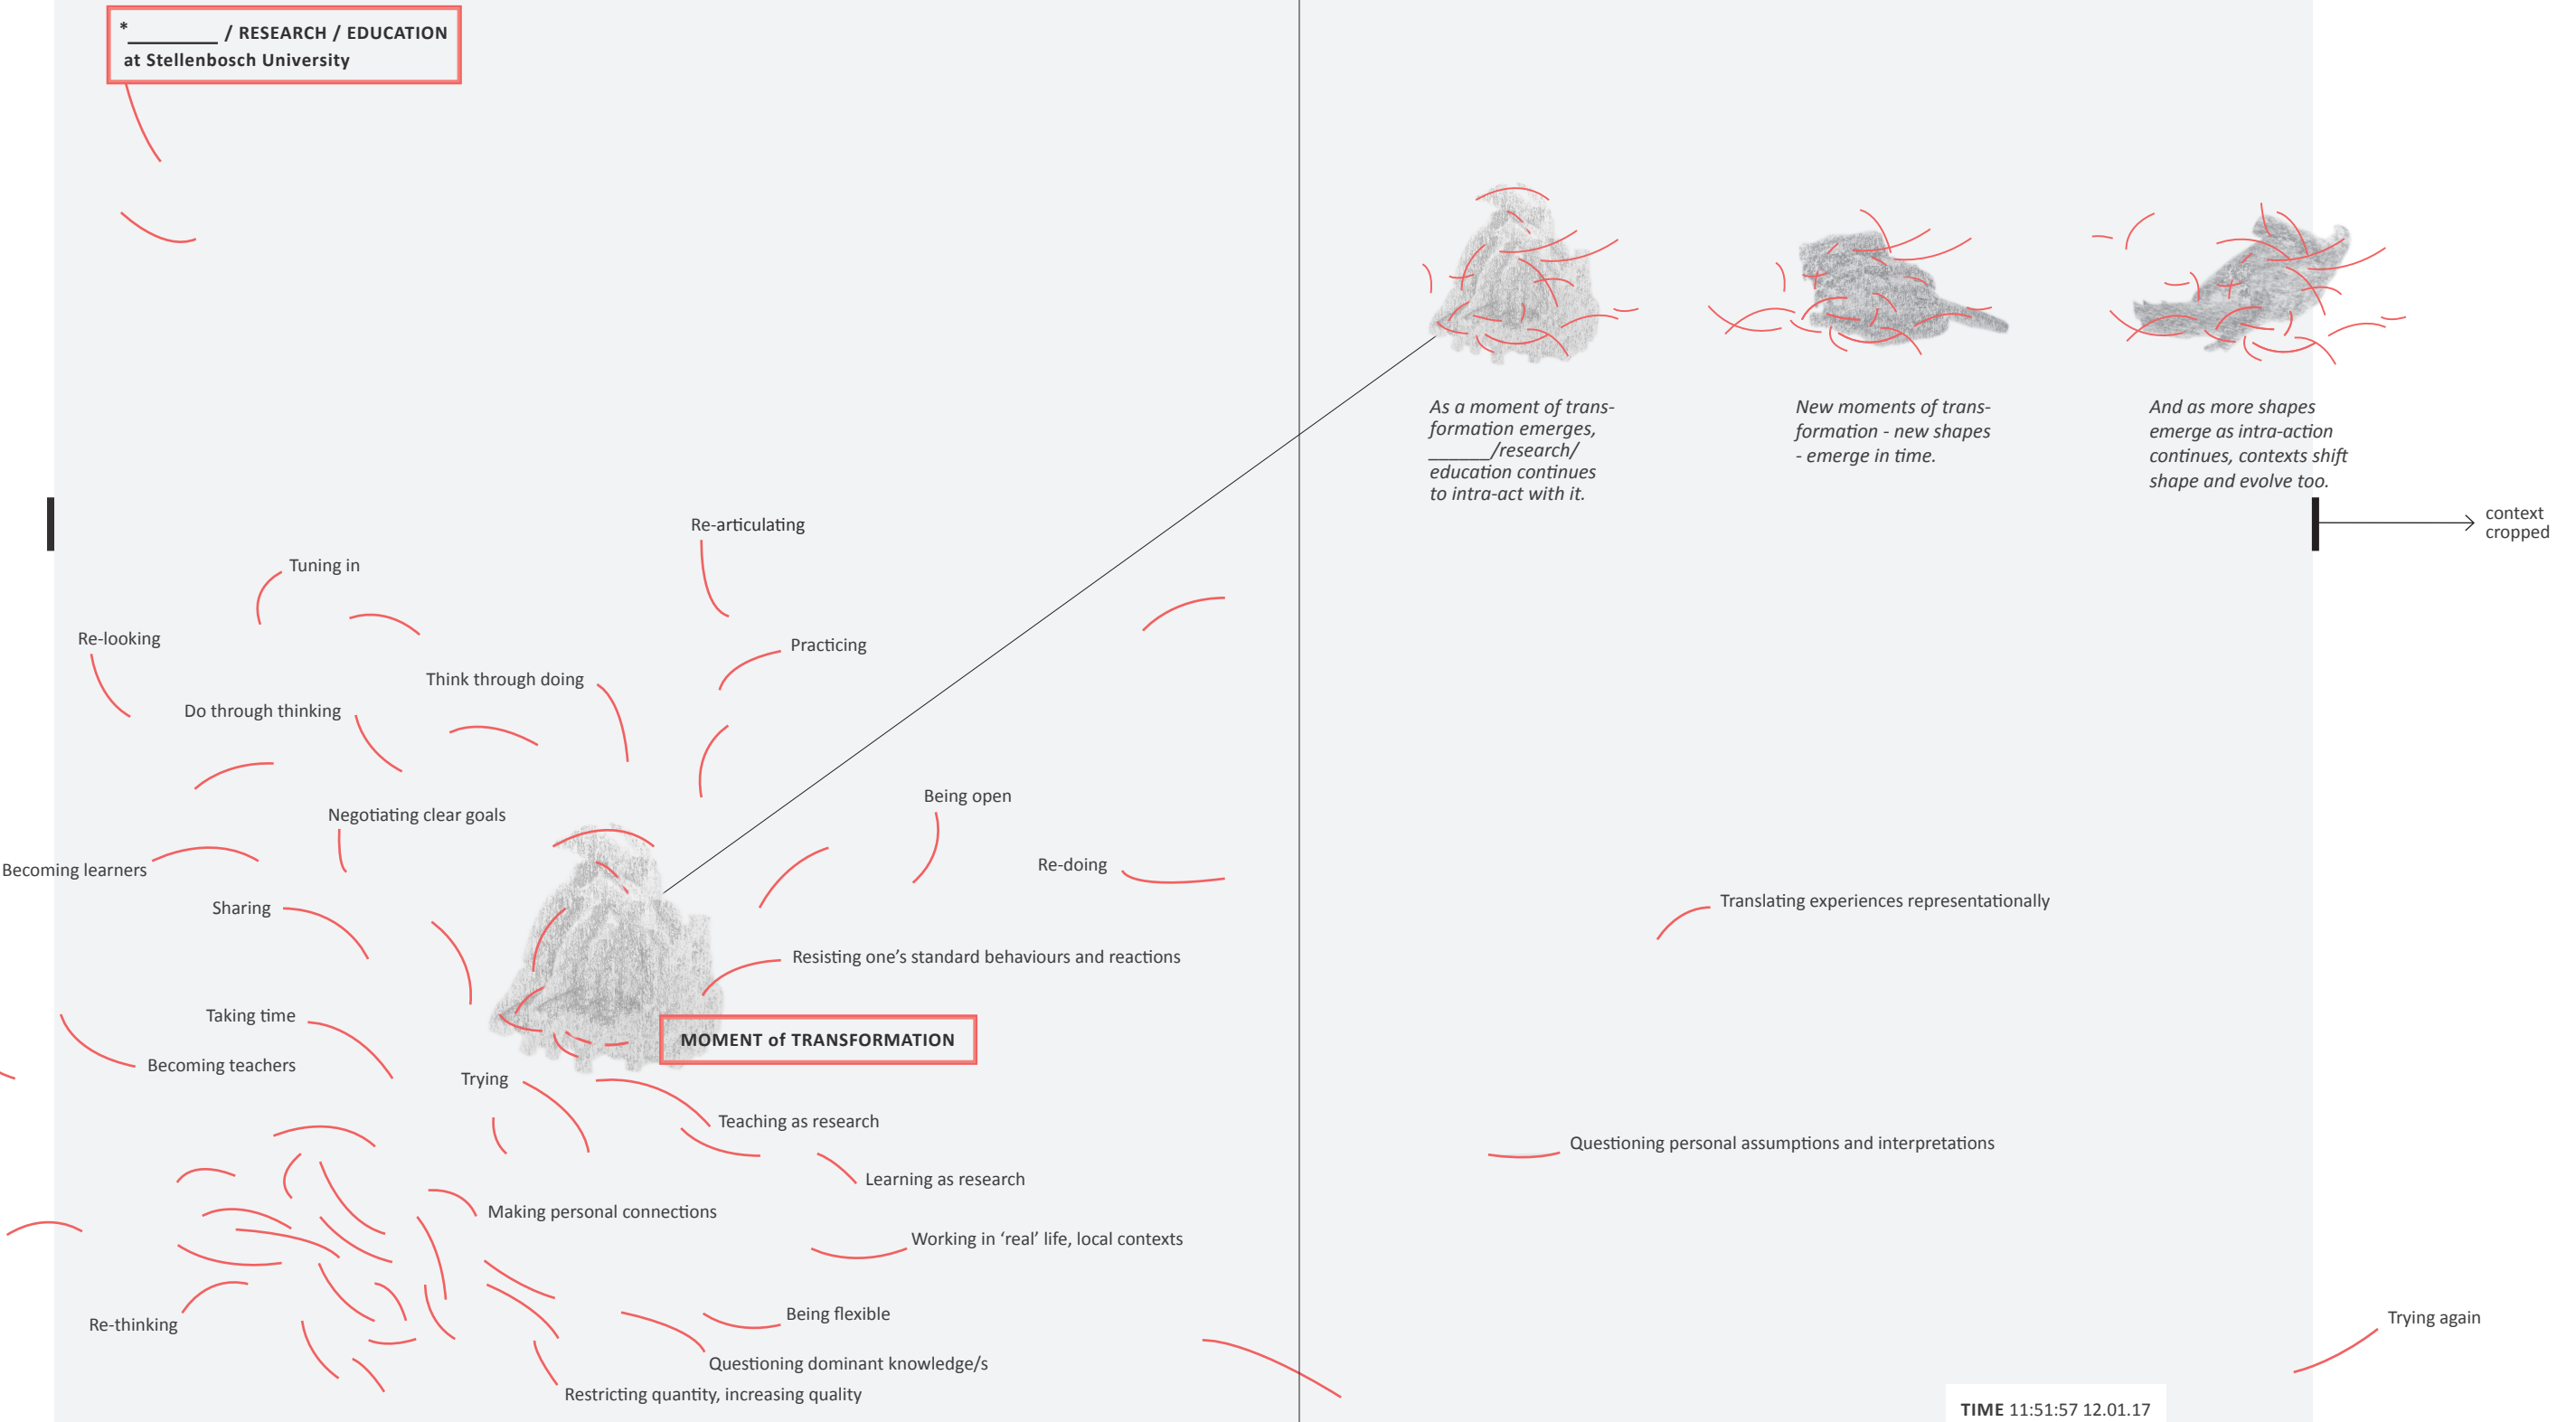 *_________ / RESEARCH / EDUCATION
at Stellenbosch University
As a moment of trans-
formation emerges,
______/research/
education continues
to intra-act with it.
New moments of trans-
formation - new shapes
- emerge in time.
And as more shapes
emerge as intra-action
continues, contexts shift
shape and evolve too.
context
cropped
Re-articulating
Tuning in
Re-looking
Practicing
Think through doing
Do through thinking
Being open
Negotiating clear goals
Re-doing
Becoming learners
Translating experiences representationally
Sharing
Resisting one’s standard behaviours and reactions
Taking time
MOMENT of TRANSFORMATION
Becoming teachers
Trying
Teaching as research
Questioning personal assumptions and interpretations
Learning as research
Making personal connections
Working in ‘real’ life, local contexts
Being flexible
Trying again
Re-thinking
Questioning dominant knowledge/s
Restricting quantity, increasing quality
TIME 11:51:57 12.01.17